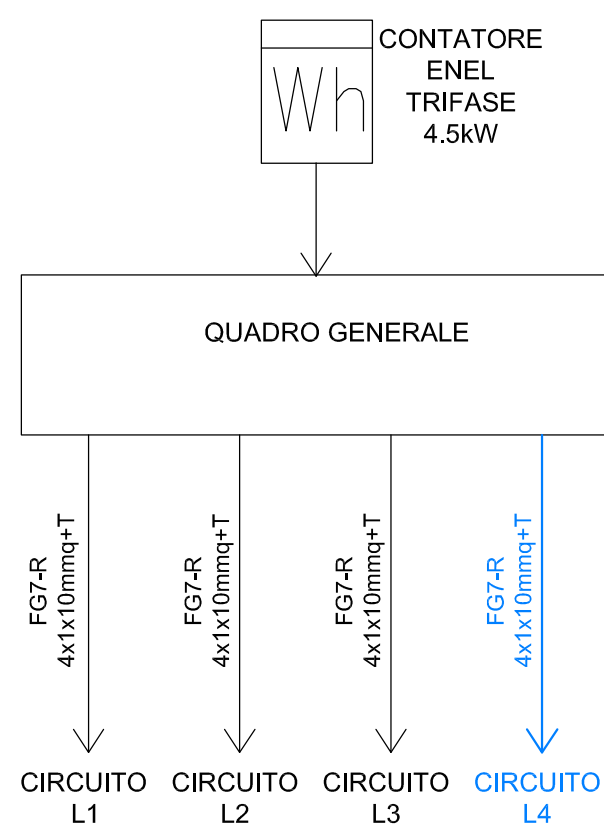 Wh
CONTATORE
ENEL
TRIFASE
4.5kW
QUADRO GENERALE
FG7-R
4x1x10mmq+T
FG7-R
4x1x10mmq+T
FG7-R
4x1x10mmq+T
FG7-R
4x1x10mmq+T
CIRCUITO
L1
CIRCUITO
L2
CIRCUITO
L3
CIRCUITO
L4